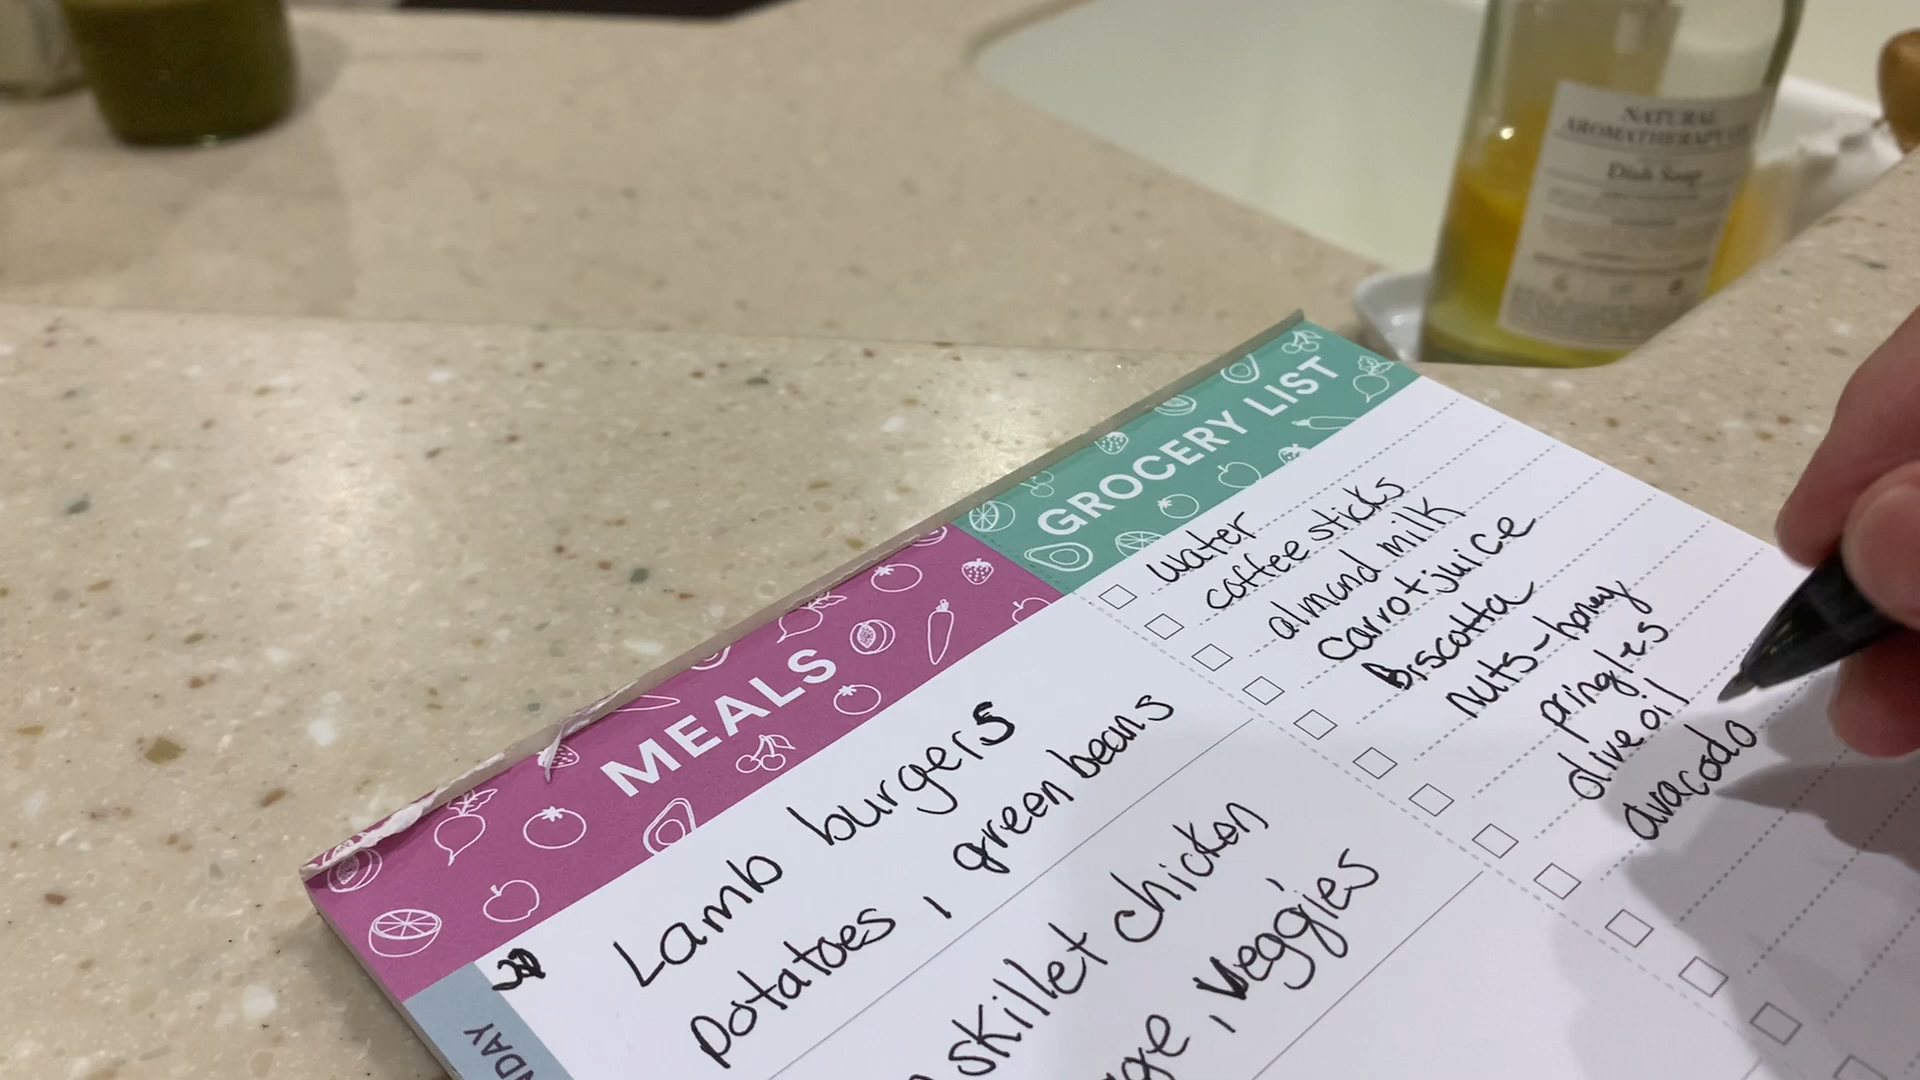 NATURAL
AROMATHERAPY
Dish Soap
GROCERY LIST
water
coffee sticks
almond milk
Carrot juice
Biscotta
nuts-honey
pringles
olive oil
avacodo
MEALS
Lamb burgers
potatoes, green beans
skillet chicken
, veggies